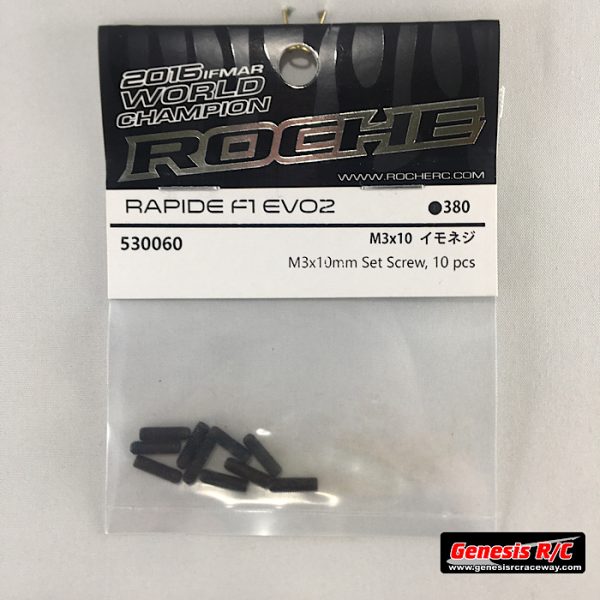 2015 IFMAR
WORLD
CHAMPION
ROCHE
WWW.ROCHERC.COM
RAPIDE F1 EVO2
●380
530060
M3x10 イモネジ
M3x10mm Set Screw, 10 pcs
Genesis R/C
www.genesisrcraceway.com